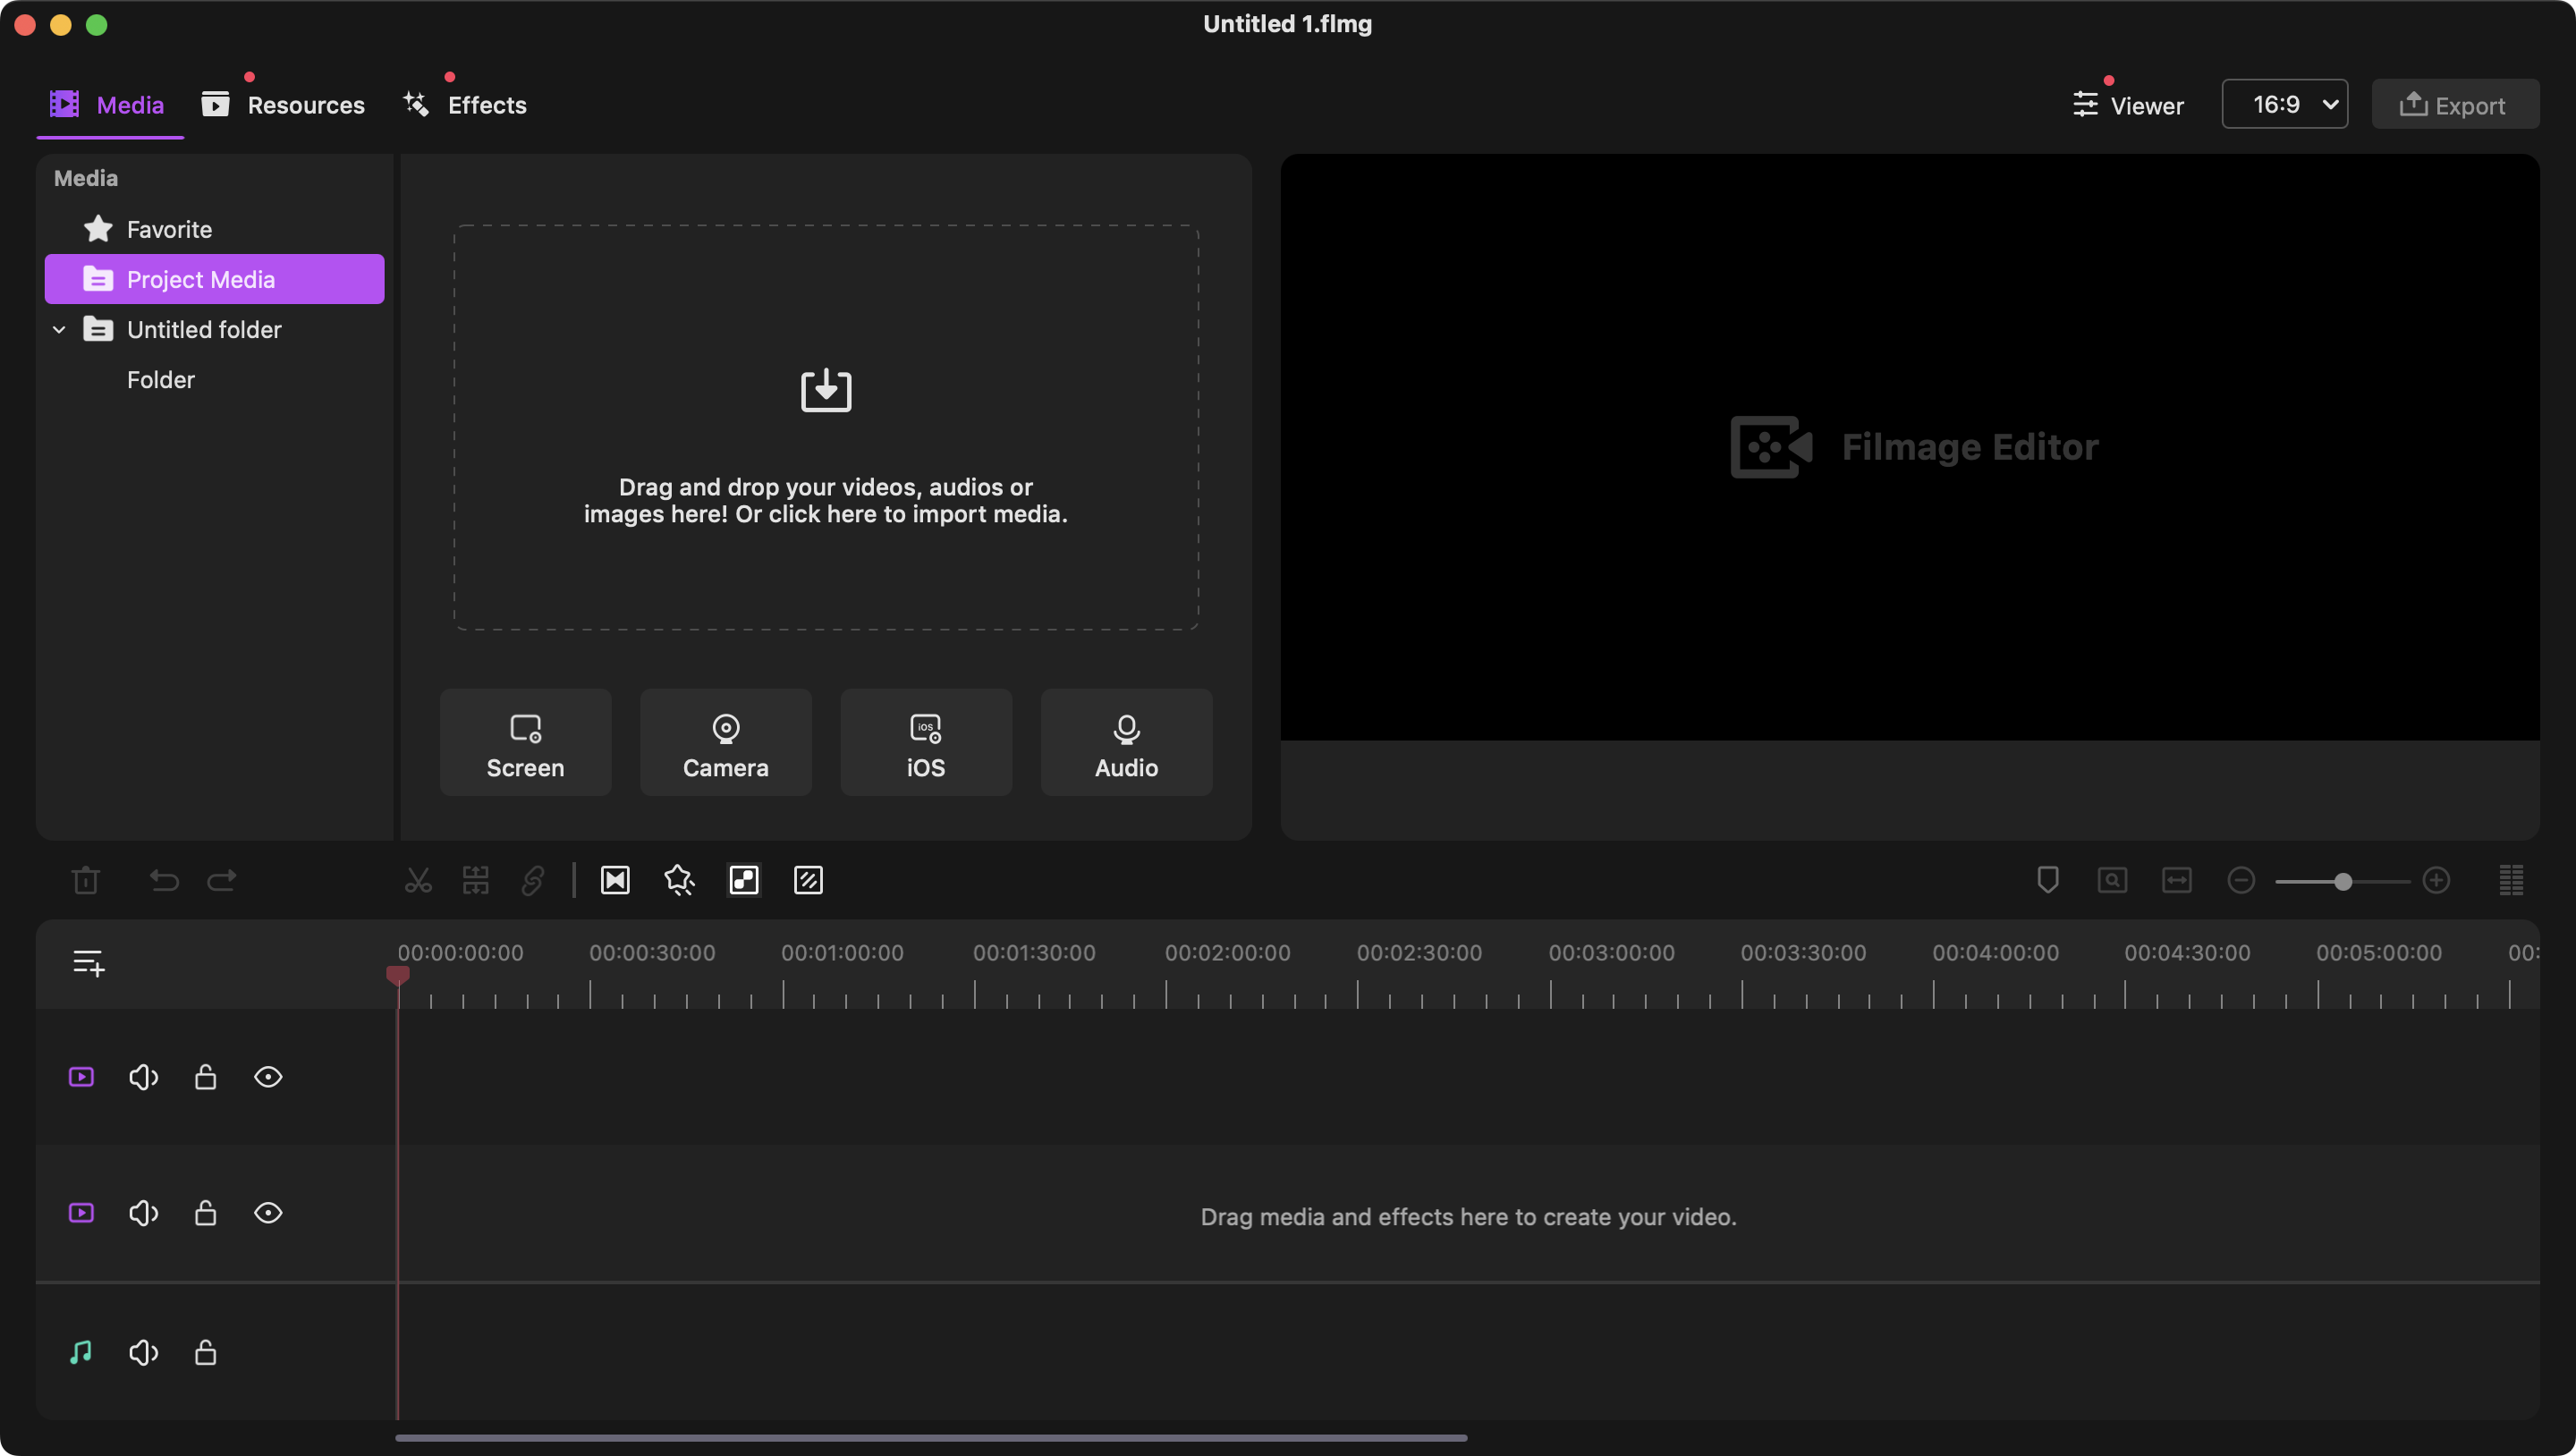 Untitled 1.flmg
Media
Resources
Effects
Viewer
16:9
Export
Media
Favorite
Project Media
Untitled folder
Folder
Drag and drop your videos, audios or
images here! Or click here to import media.
Screen
Camera
iOS
iOS
Audio
Filmage Editor
00:00:00:00
00:00:30:00
00:01:00:00
00:01:30:00
00:02:00:00
00:02:30:00
00:03:00:00
00:03:30:00
00:04:00:00
00:04:30:00
00:05:00:00
00:
Drag media and effects here to create your video.